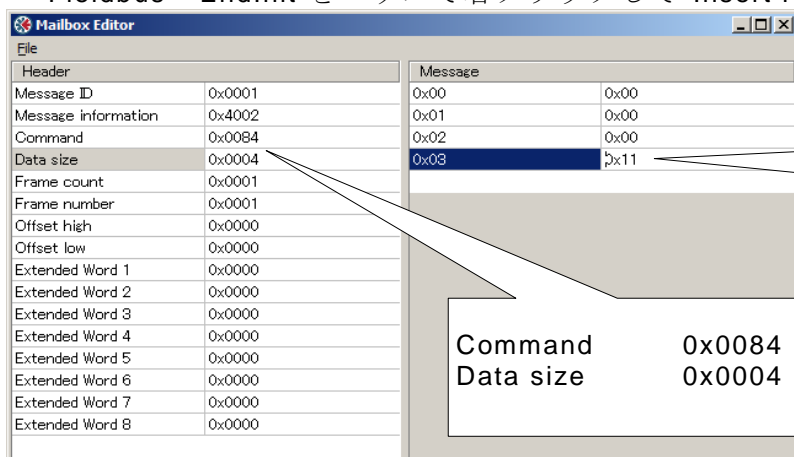 Mailbox Editor
File
Header
Message ID 0x0001
Message information 0x4002
Command 0x0084
Data size 0x0004
Frame count 0x0001
Frame number 0x0001
Offset high 0x0000
Offset low 0x0000
Extended Word 1 0x0000
Extended Word 2 0x0000
Extended Word 3 0x0000
Extended Word 4 0x0000
Extended Word 5 0x0000
Extended Word 6 0x0000
Extended Word 7 0x0000
Extended Word 8 0x0000
Message
0x00 0x00
0x01 0x00
0x02 0x00
0x03 0x11
Command 0x0084
Data size 0x0004